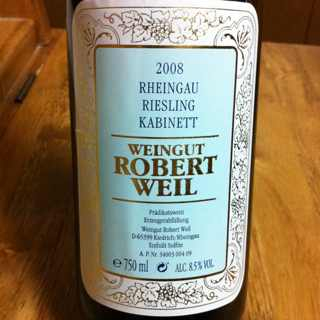 2008
RHEINGAU
RIESLING
KABINETT
WEINGUT
ROBERT
WEIL
Prädikatswein
Erzeugerabfüllung
Weingut Robert Weil
D-65399 Kiedrich/Rheingau
Enthält Sulfite
A. P. Nr. 34003 004 09
e 750 ml ALC. 8.5% VOL.